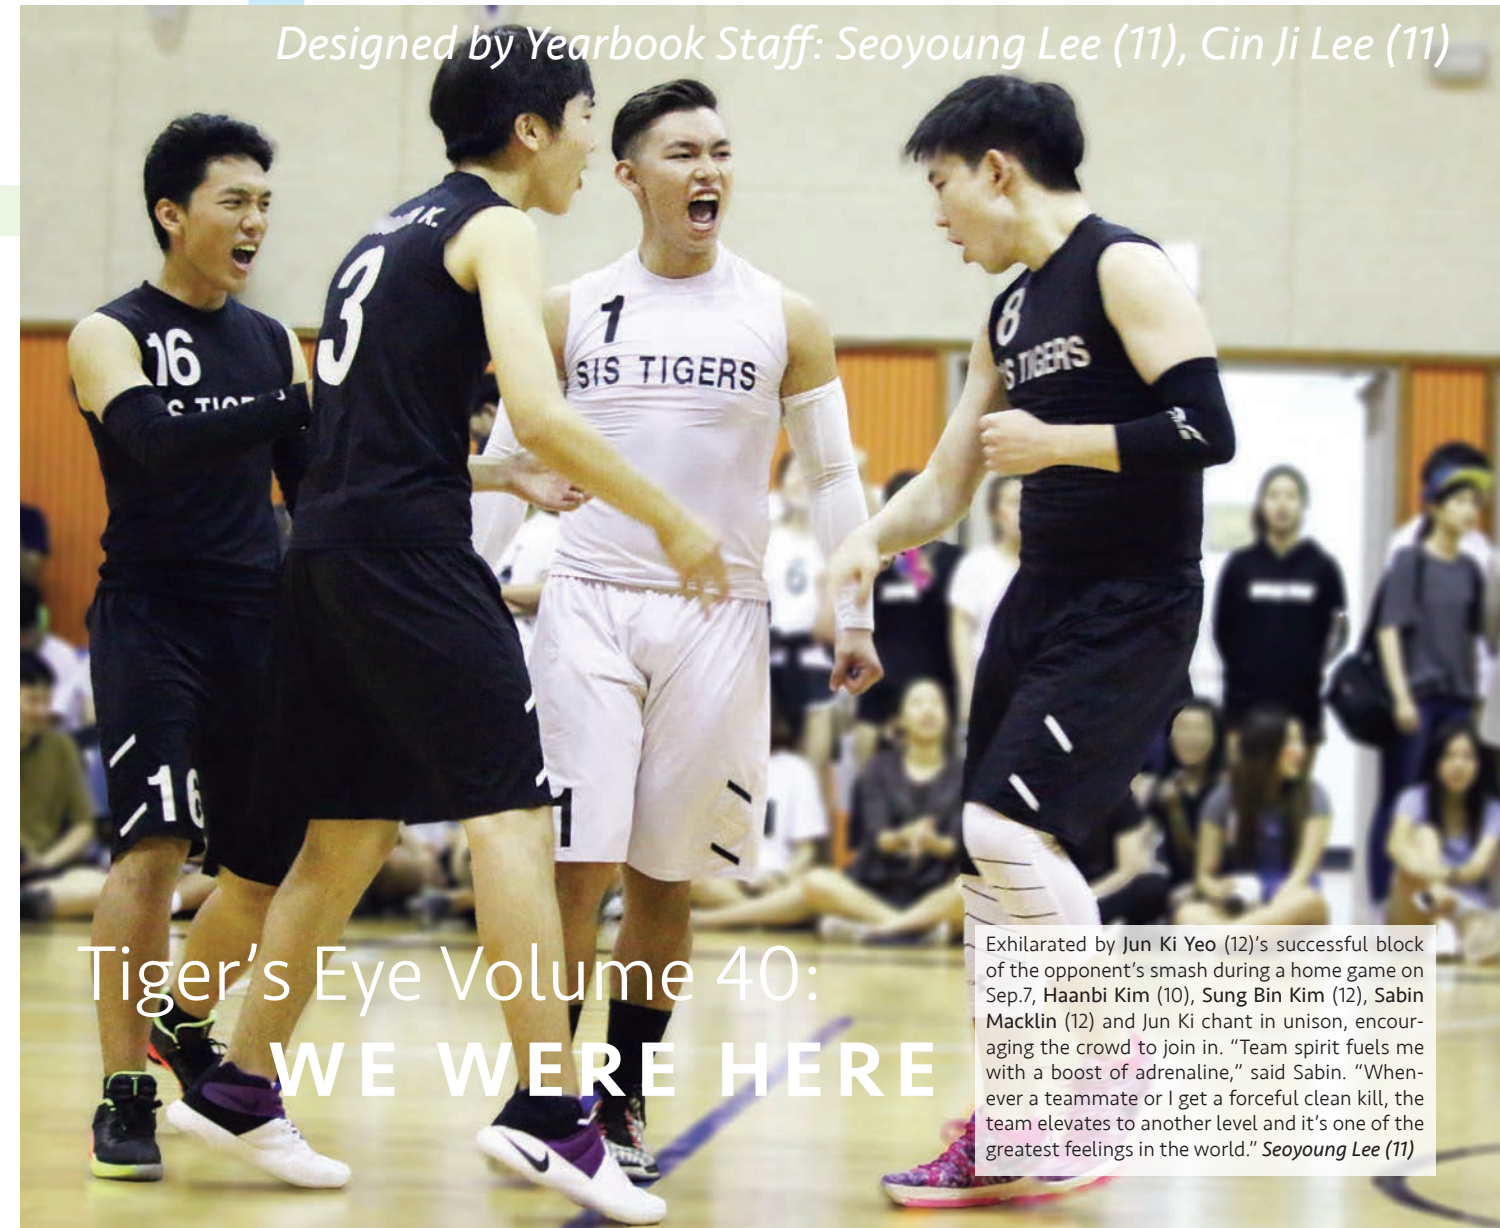 Designed by Yearbook Staff: Seoyoung Lee (11), Cin Ji Lee (11)
K.
3
16
1
SIS TIGERS
8
S TIGERS
6
16
1
Tiger's Eye Volume 40:
WE WERE HERE
Exhilarated by Jun Ki Yeo (12)'s successful block
of the opponent's smash during a home game on
Sep.7, Haanbi Kim (10), Sung Bin Kim (12), Sabin
Macklin (12) and Jun Ki chant in unison, encour-
aging the crowd to join in. “Team spirit fuels me
with a boost of adrenaline,” said Sabin. “When-
ever a teammate or I get a forceful clean kill, the
team elevates to another level and it's one of the
greatest feelings in the world.” Seoyoung Lee (11)